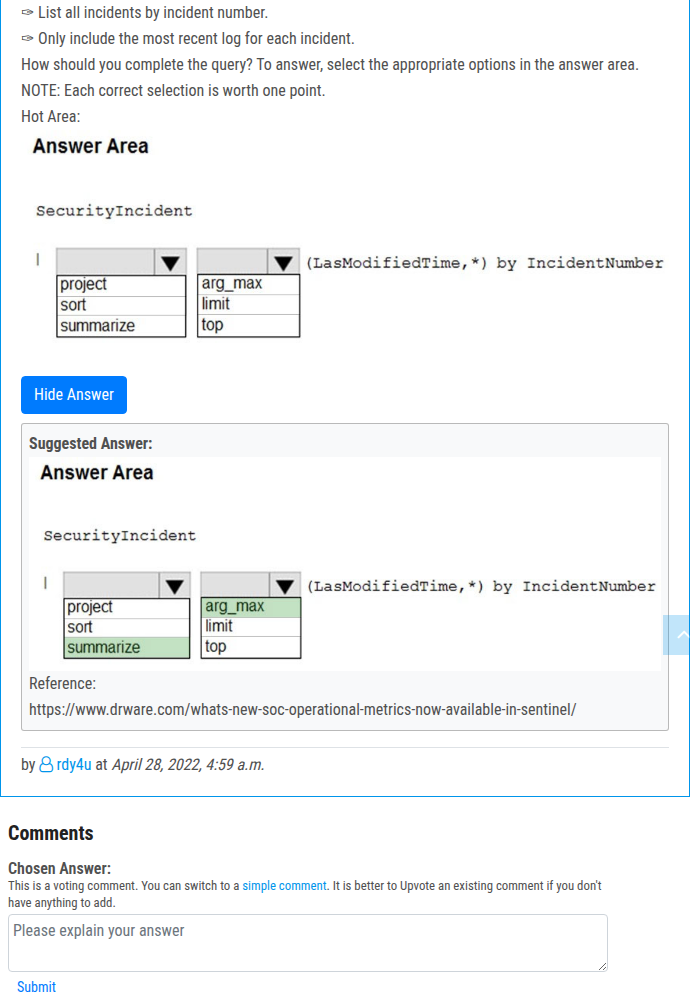 ⇨ List all incidents by incident number.
⇨ Only include the most recent log for each incident.
How should you complete the query? To answer, select the appropriate options in the answer area.
NOTE: Each correct selection is worth one point.
Hot Area:
Answer Area
SecurityIncident
| (LasModifiedTime,*) by IncidentNumber
project arg_max
sort limit
summarize top
Hide Answer
Suggested Answer:
Answer Area
SecurityIncident
| (LasModifiedTime,*) by IncidentNumber
project arg_max
sort limit
summarize top
Reference:
https://www.drware.com/whats-new-soc-operational-metrics-now-available-in-sentinel/
by rdy4u at April 28, 2022, 4:59 a.m.
Comments
Chosen Answer:
This is a voting comment. You can switch to a simple comment. It is better to Upvote an existing comment if you don't
have anything to add.
Please explain your answer
Submit